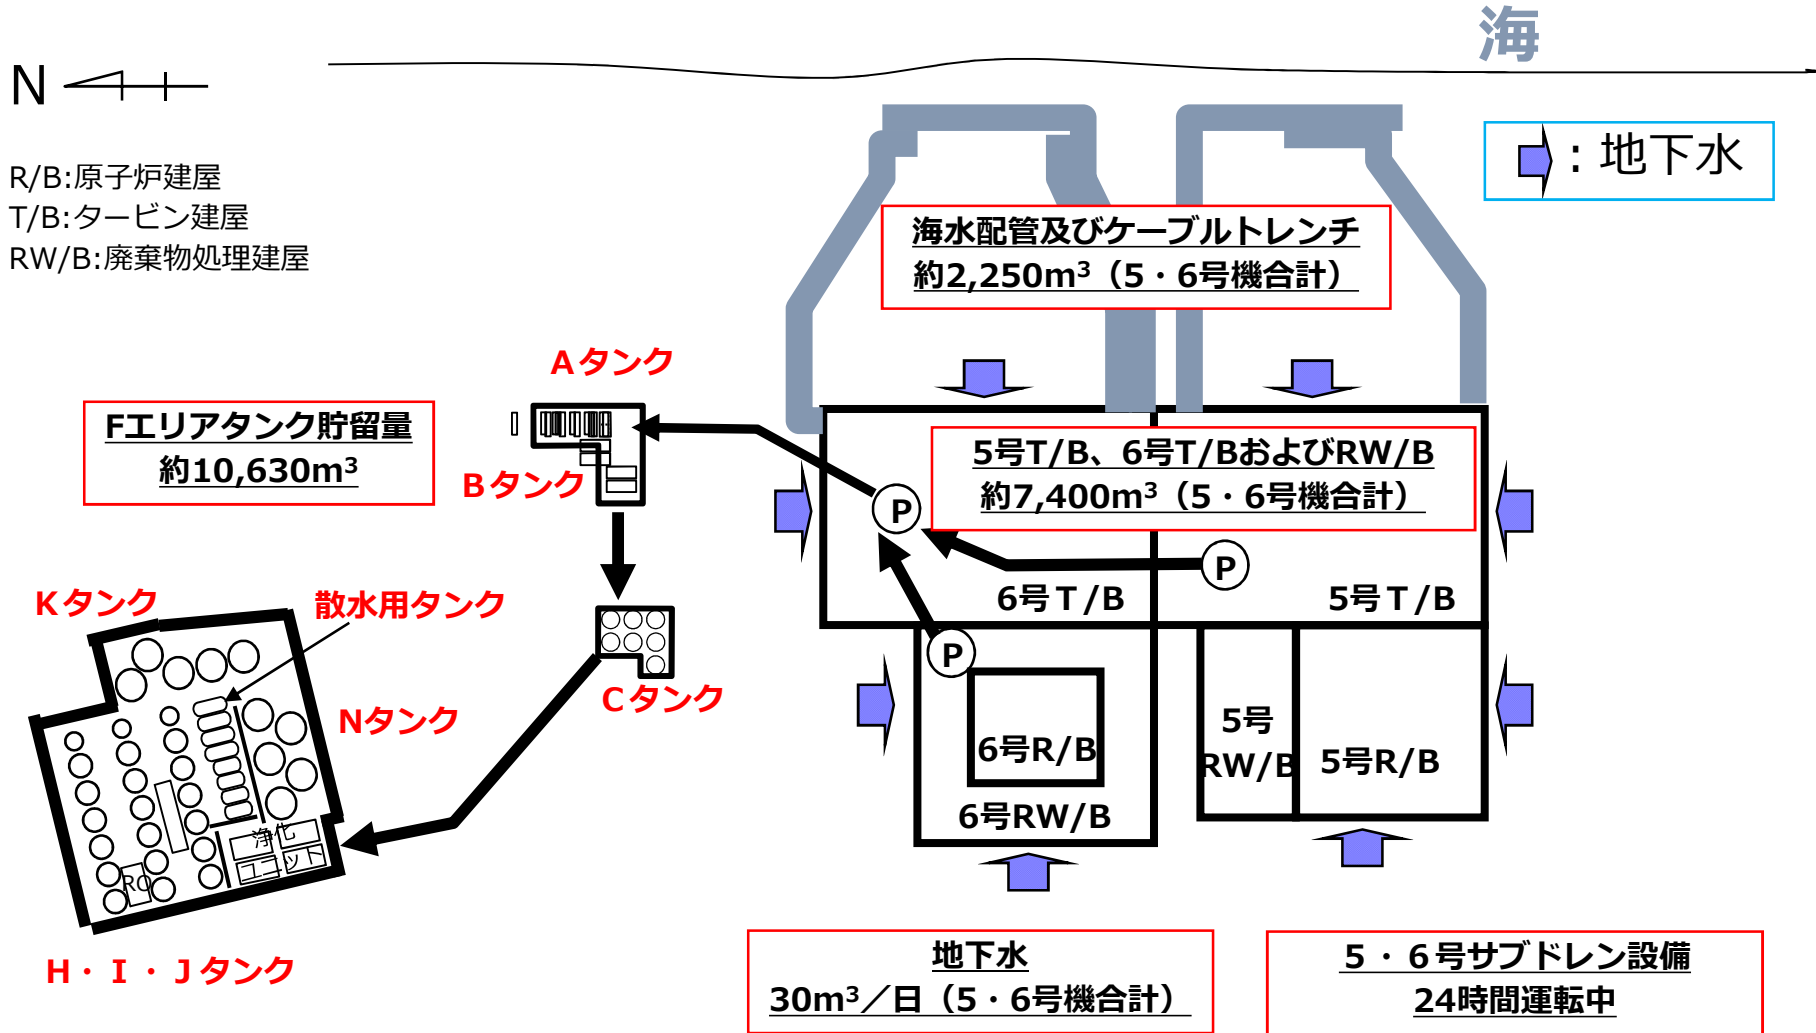 海
N
R/B:原子炉建屋
T/B:タービン建屋
RW/B:廃棄物処理建屋
：地下水
海水配管及びケーブルトレンチ
約2,250m³（5・6号機合計）
Aタンク
Fエリアタンク貯留量
約10,630m³
Bタンク
5号T/B、6号T/BおよびRW/B
約7,400m³（5・6号機合計）
P
P
6号T/B
5号T/B
Kタンク
散水用タンク
P
Cタンク
Nタンク
6号R/B
5号
RW/B
5号R/B
6号RW/B
浄化
ユニット
RO
H・I・Jタンク
地下水
30m³／日（5・6号機合計）
5・6号サブドレン設備
24時間運転中